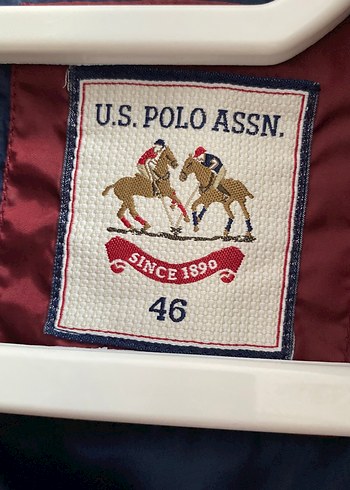 U.S. POLO ASSN.
SINCE 1890
46